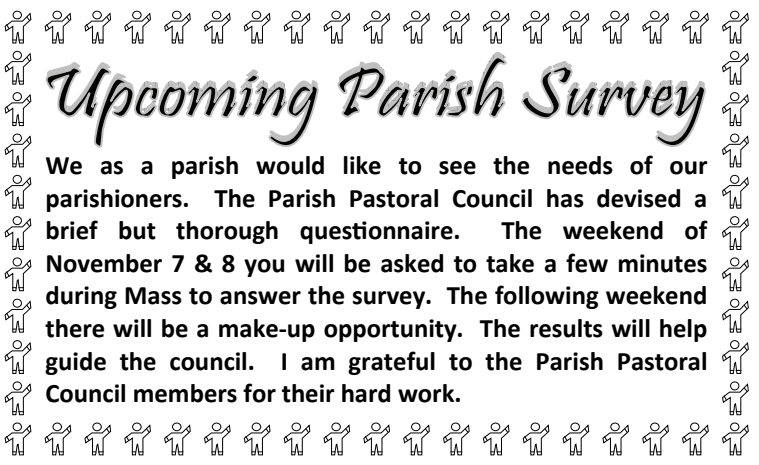 Upcoming Parish Survey
We as a parish would like to see the needs of our
parishioners. The Parish Pastoral Council has devised a
brief but thorough questionnaire. The weekend of
November 7 & 8 you will be asked to take a few minutes
during Mass to answer the survey. The following weekend
there will be a make-up opportunity. The results will help
guide the council. I am grateful to the Parish Pastoral
Council members for their hard work.